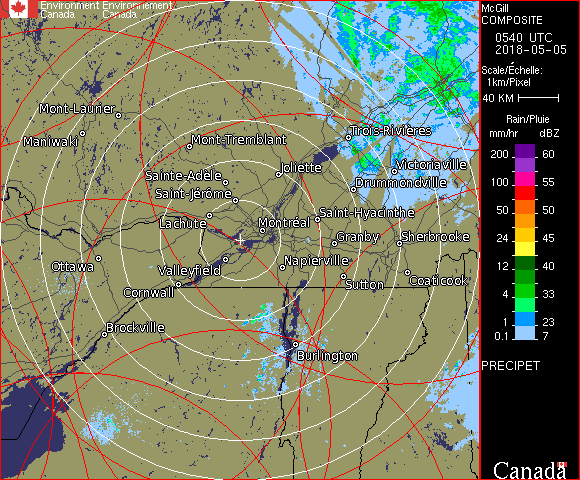 Environment Environnement
Canada Canada
McGill
COMPOSITE
0540 UTC
2018-05-05
Scale/Échelle:
1km/Pixel
40 KM
Rain/Pluie
mm/hr dBZ
200 60
150 57
100 55
50 50
24 45
12 40
4 33
1 23
0.1 7
PRECIPET
Canada
Mont-Laurier
Maniwaki
Mont-Tremblant
Trois-Rivières
Sainte-Adèle
Joliette
Victoriaville
Saint-Jérôme
Drummondville
Lachute
Montréal
Saint-Hyacinthe
Granby
Sherbrooke
Ottawa
Valleyfield
Napierville
Cornwall
Sutton
Coaticook
Brockville
Burlington